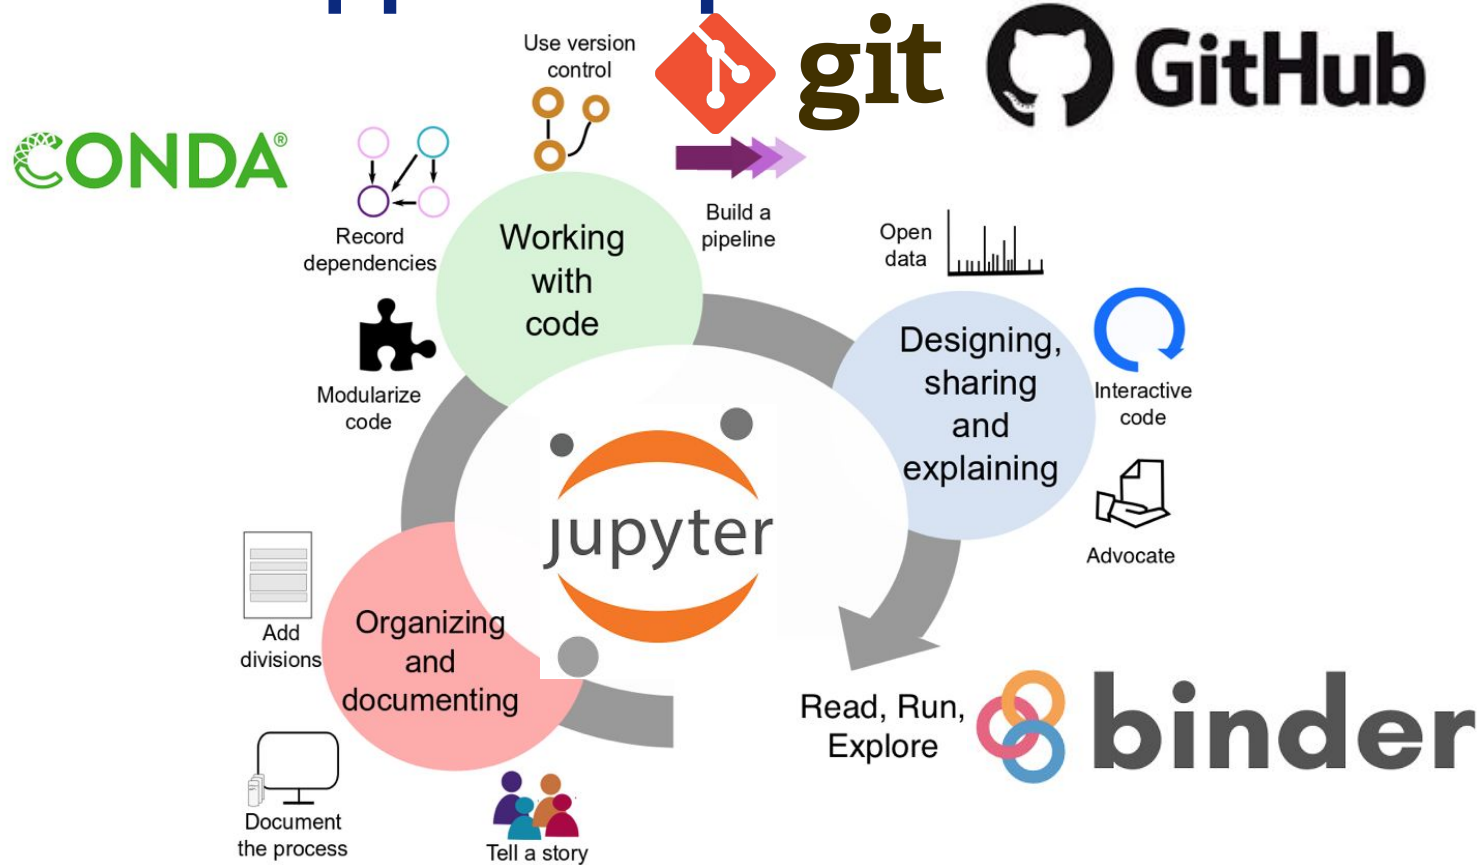 Use version
control
git
GitHub
CONDA®
Record
dependencies
Working
with
code
Build a
pipeline
Open
data
Modularize
code
Designing,
sharing
and
explaining
Interactive
code
Advocate
jupyter
Add
divisions
Organizing
and
documenting
Read, Run,
Explore
binder
Document
the process
Tell a story